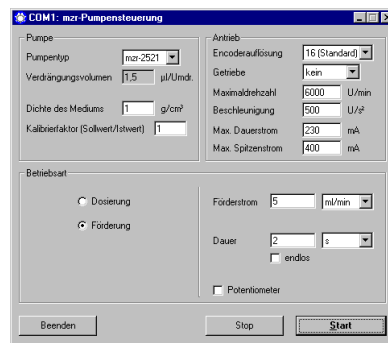 COM1: mzr-Pumpensteuerung
Pumpe
Pumpentyp mzr-2521
Verdrängungsvolumen 1,5 µl/Umdr.
Dichte des Mediums 1 g/cm³
Kalibrierfaktor (Sollwert/Istwert) 1
Antrieb
Encoderauflösung 16 (Standard)
Getriebe kein
Maximaldrehzahl 6000 U/min
Beschleunigung 500 U/s²
Max. Dauerstrom 230 mA
Max. Spitzenstrom 400 mA
Betriebsart
Dosierung
Förderung
Förderstrom 5 ml/min
Dauer 2 s
endlos
Potentiometer
Beenden Stop Start